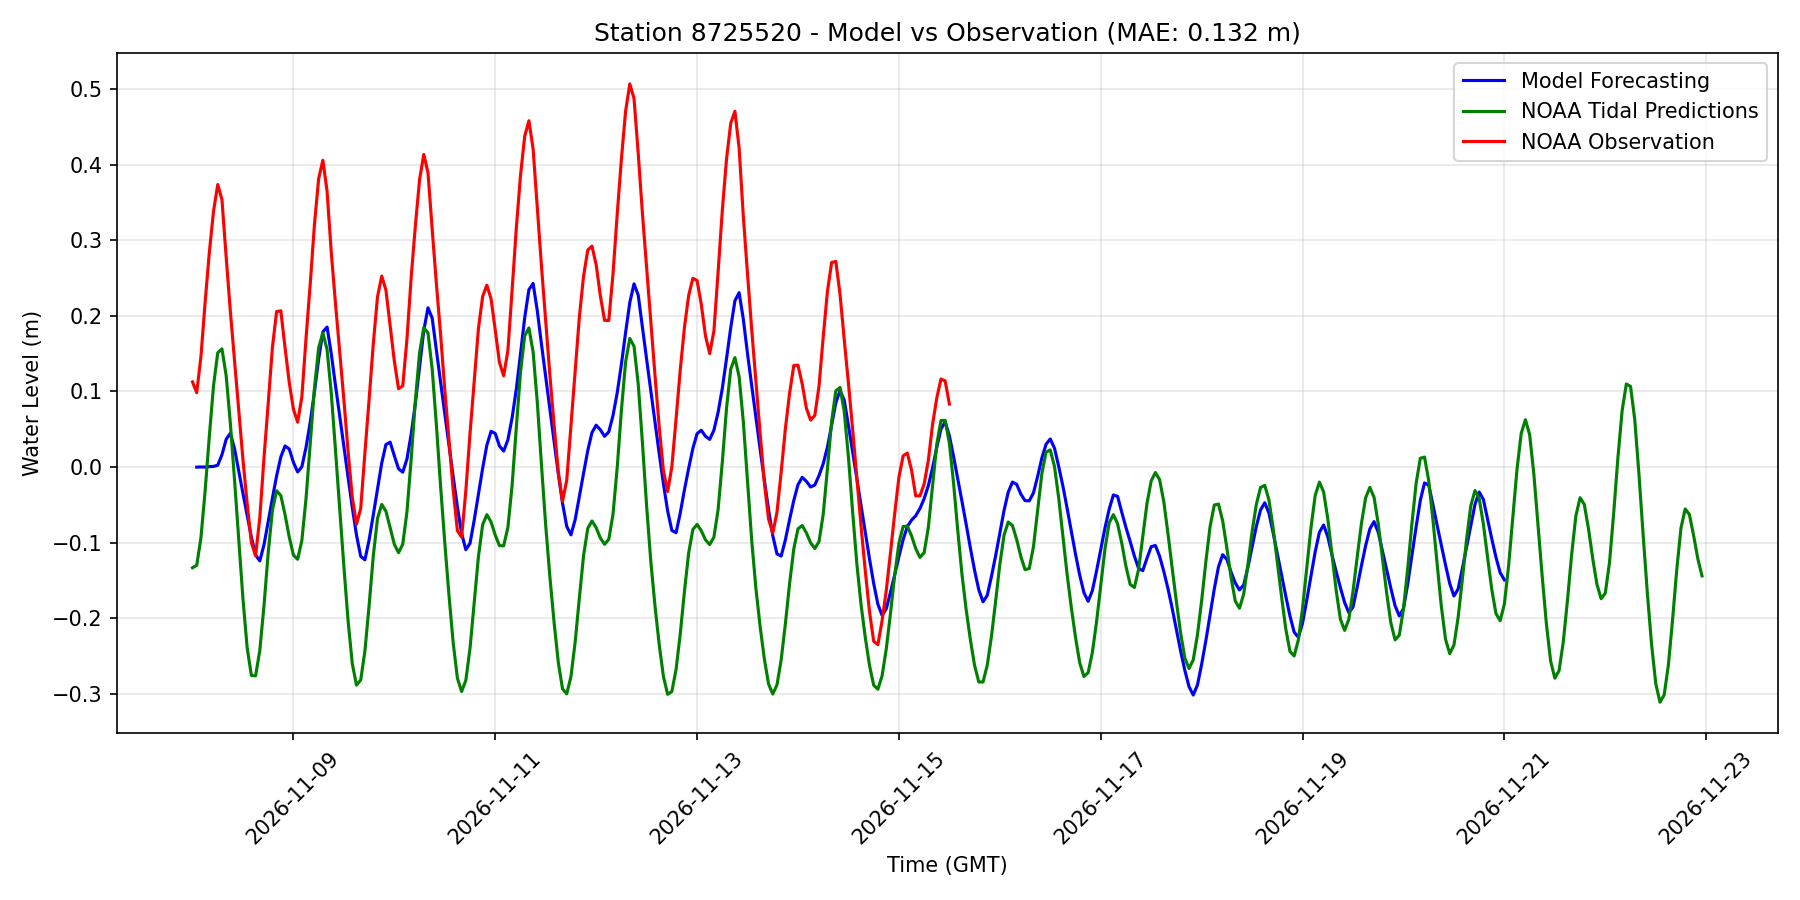 Station 8725520 - Model vs Observation (MAE: 0.132 m)
Model Forecasting
NOAA Tidal Predictions
NOAA Observation
Water Level (m)
0.5
0.4
0.3
0.2
0.1
0.0
−0.1
−0.2
−0.3
2026-11-09
2026-11-11
2026-11-13
2026-11-15
2026-11-17
2026-11-19
2026-11-21
2026-11-23
Time (GMT)